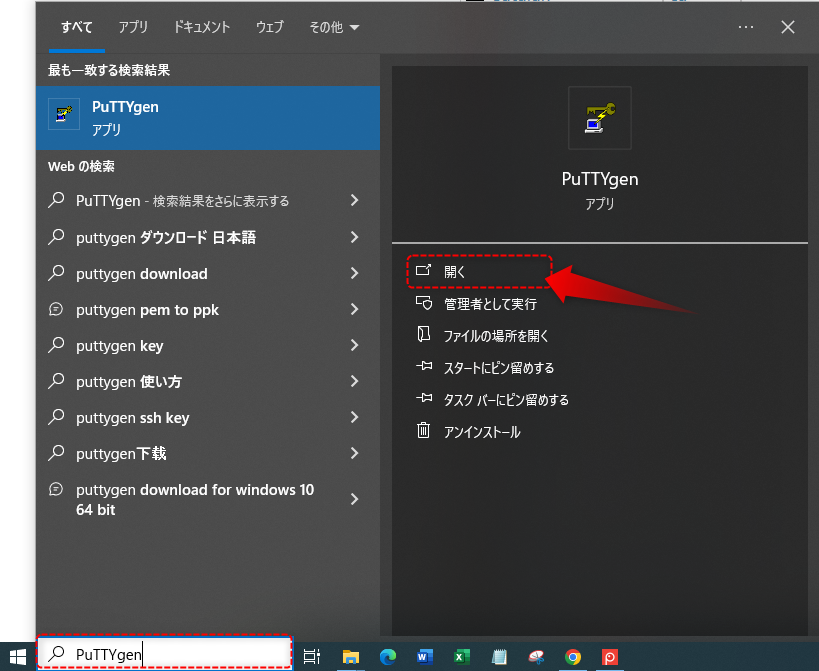 すべて アプリ ドキュメント ウェブ その他
最も一致する検索結果
PuTTYgen
アプリ
Web の検索
PuTTYgen - 検索結果をさらに表示する
puttygen ダウンロード 日本語
puttygen download
puttygen pem to ppk
puttygen key
puttygen 使い方
puttygen ssh key
puttygen下载
puttygen download for windows 10
64 bit
PuTTYgen
アプリ
開く
管理者として実行
ファイルの場所を開く
スタートにピン留めする
タスク バーにピン留めする
アンインストール
PuTTYgen